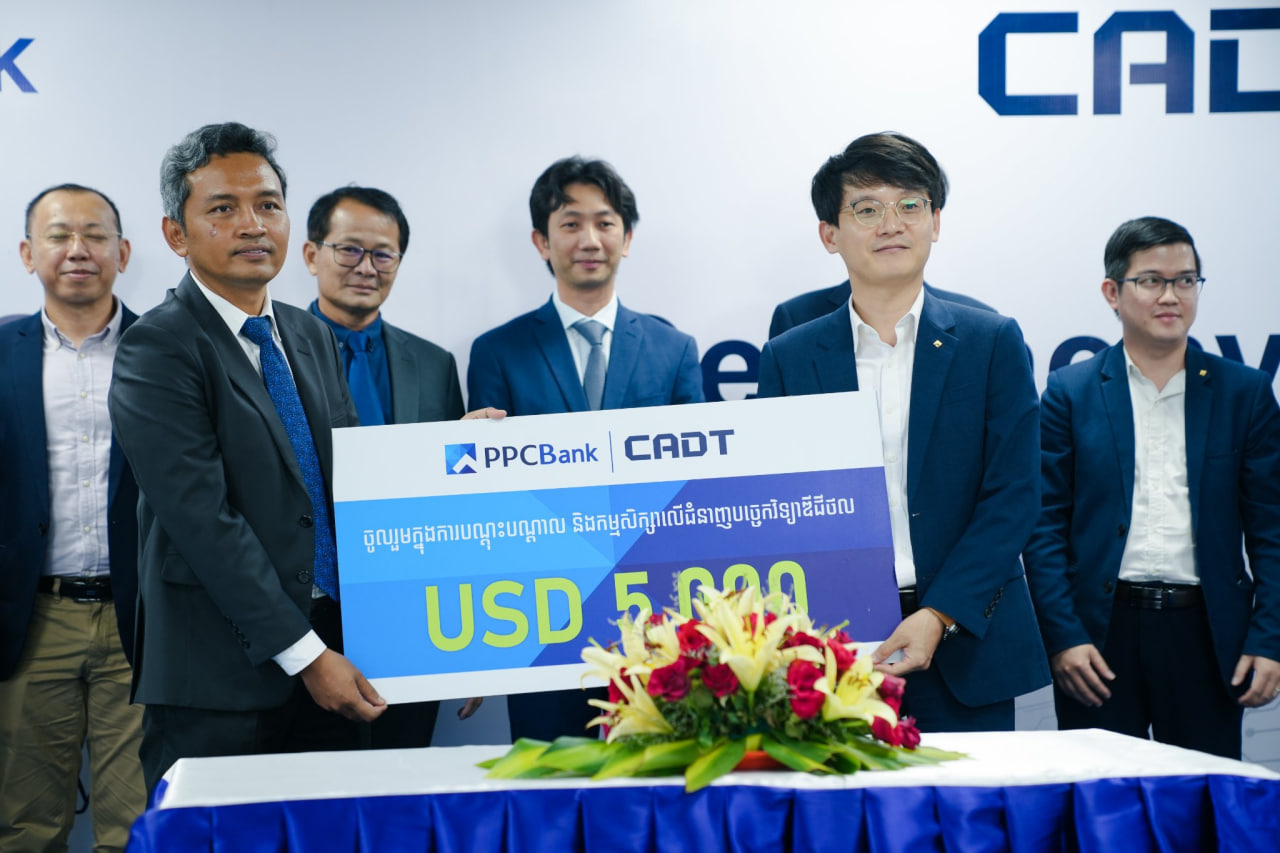 K
CADT
PPCBank
CADT
ចូលរួមក្នុងការបណ្តុះបណ្តាល និងកម្មសិក្សាលើជំនាញបច្ចេកវិទ្យាឌីជីថល
USD 5,000